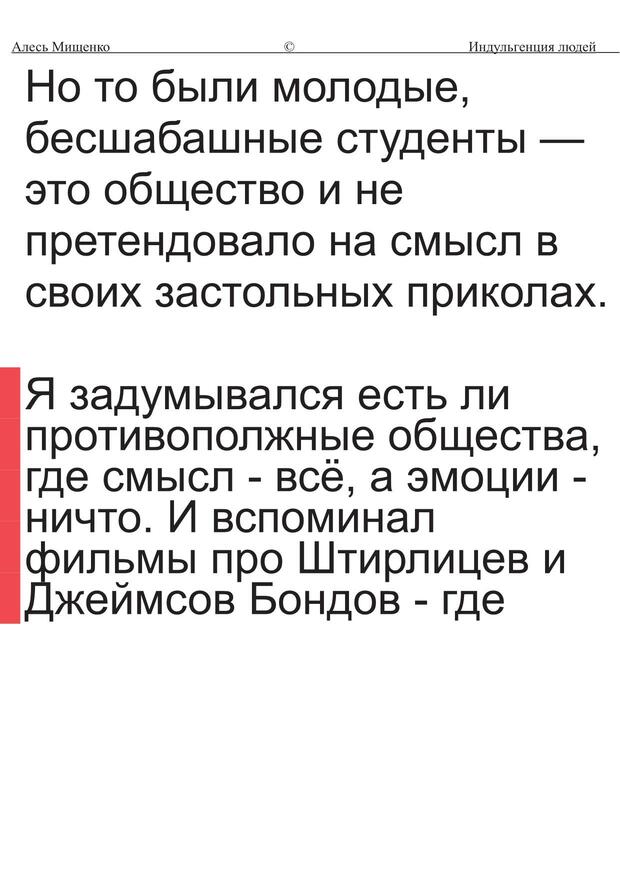 Алесь Мищенко © Индульгенция людей
Но то были молодые,
бесшабашные студенты —
это общество и не
претендовало на смысл в
своих застольных приколах.
Я задумывался есть ли
противополжные общества,
где смысл - всё, а эмоции -
ничто. И вспоминал
фильмы про Штирлицев и
Джеймсов Бондов - где